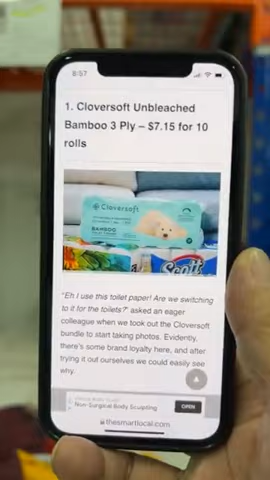 8:57
1. Cloversoft Unbleached
Bamboo 3 Ply – $7.15 for 10
rolls
Cloversoft
BAMBOO
Scott
"Eh I use this toilet paper! Are we switching
to it for the toilets?" asked an eager
colleague when we took out the Cloversoft
bundle to start taking photos. Evidently,
there's some brand loyalty here, and after
trying it out ourselves we could easily see
why.
Non-Surgical Body Sculpting
OPEN
thesmartlocal.com